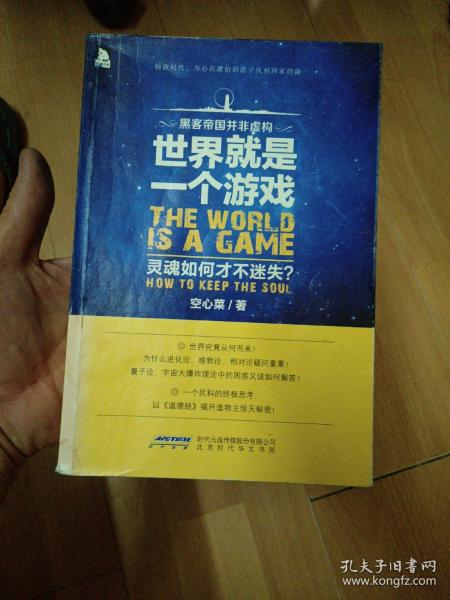 物欲时代，为心在漂泊的游子找到回家的路
黑客帝国并非虚构
世界就是
一个游戏
THE WORLD
IS A GAME
灵魂如何才不迷失？
HOW TO KEEP THE SOUL
空心菜/著
◎ 世界究竟从何而来？
为什么进化论、唯物论、相对论疑问重重？
量子论、宇宙大爆炸理论中的困惑又该如何解答？
◎ 一个民科的终极思考，
以《道德经》揭开造物主惊天秘密！
APCTIME
时代出版
时代出版传媒股份有限公司
北京时代华文书局
孔夫子旧书网
www.kongfz.com